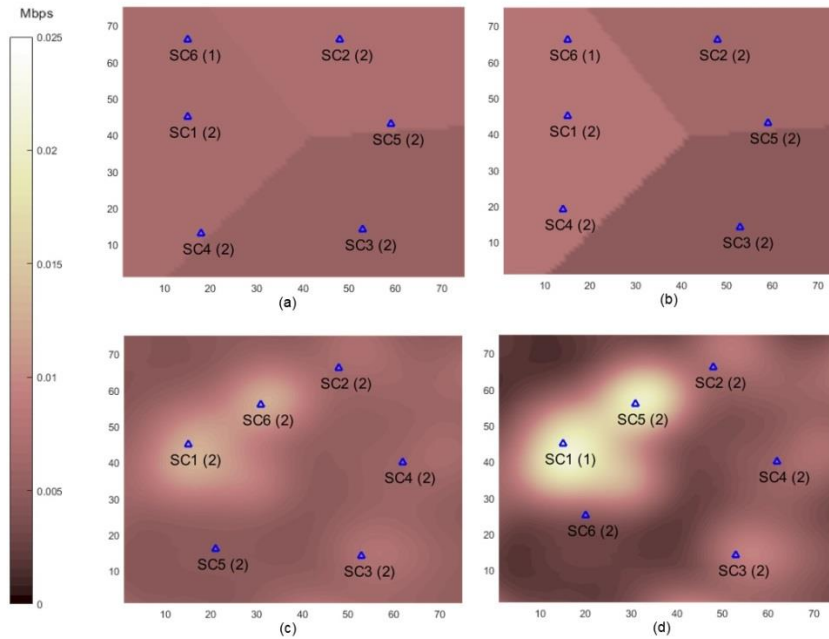 Mbps
0.025
0.02
0.015
0.01
0.005
0
70
60
50
40
30
20
10
SC6 (1)
SC2 (2)
SC1 (2)
SC5 (2)
SC4 (2)
SC3 (2)
10 20 30 40 50 60 70
(a)
70
60
50
40
30
20
10
SC6 (1)
SC2 (2)
SC1 (2)
SC5 (2)
SC4 (2)
SC3 (2)
10 20 30 40 50 60 70
(b)
70
60
50
40
30
20
10
SC2 (2)
SC6 (2)
SC1 (2)
SC4 (2)
SC5 (2)
SC3 (2)
10 20 30 40 50 60 70
(c)
70
60
50
40
30
20
10
SC2 (2)
SC5 (2)
SC1 (1)
SC4 (2)
SC6 (2)
SC3 (2)
10 20 30 40 50 60 70
(d)